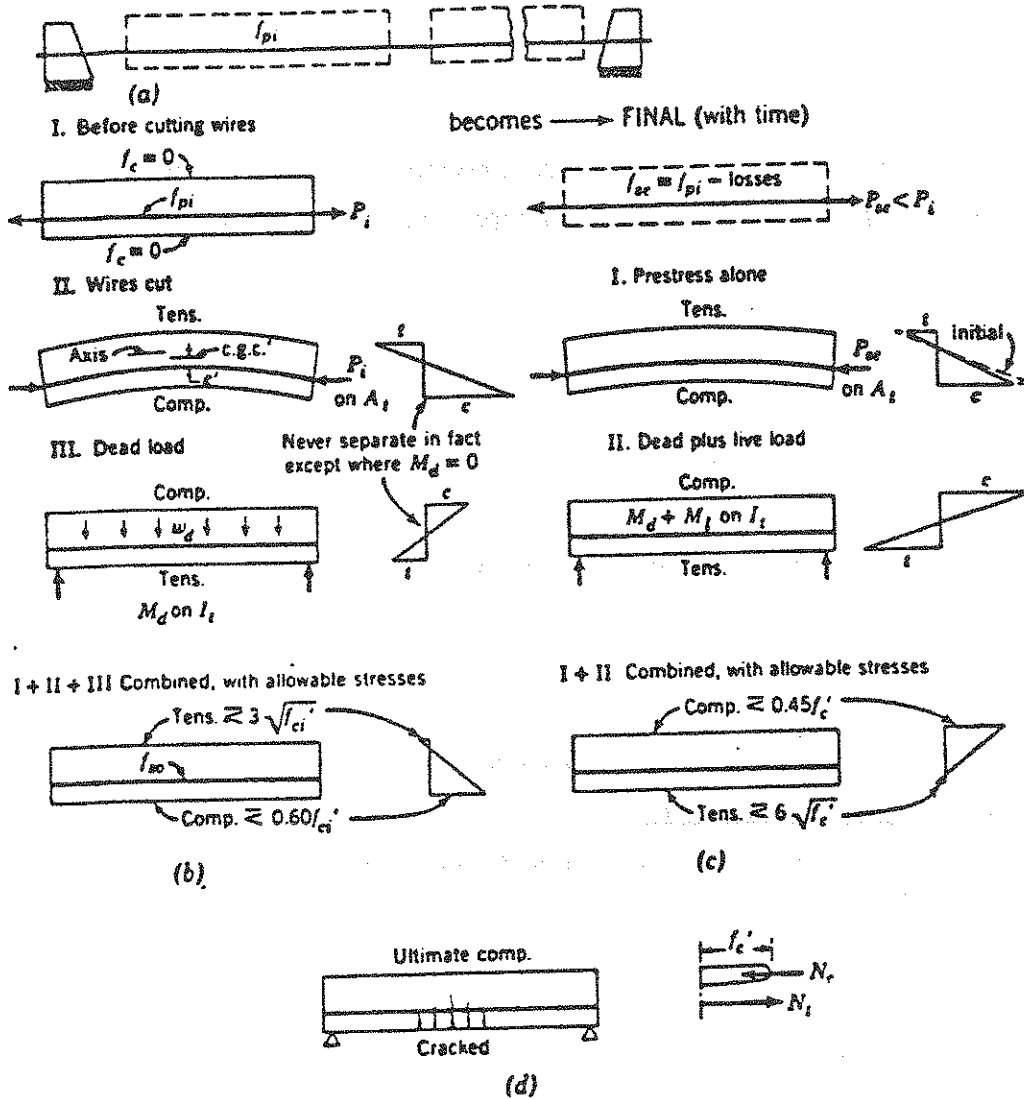 f_pi
(a)
I. Before cutting wires
becomes → FINAL (with time)
f_c = 0
f_pi
P_i
f_c = 0
f_se = f_pi − losses
P_se < P_i
II. Wires cut
I. Prestress alone
Tens.
Axis
c.g.c.'
e'
Comp.
P_i
on A_t
t
c
Tens.
Comp.
P_se
on A_t
t
Initial
c
III. Dead load
Never separate in fact
except where M_d = 0
II. Dead plus live load
Comp.
w_d
Tens.
M_d on I_t
c
t
Comp.
M_d + M_l on I_t
Tens.
c
t
I + II + III Combined, with allowable stresses
I + II Combined, with allowable stresses
Tens. ≷ 3 √f_ci'
f_so
Comp. ≷ 0.60f_ci'
(b)
Comp. ≷ 0.45f_c'
Tens. ≷ 6 √f_c'
(c)
Ultimate comp.
Cracked
f_c'
N_c
N_t
(d)